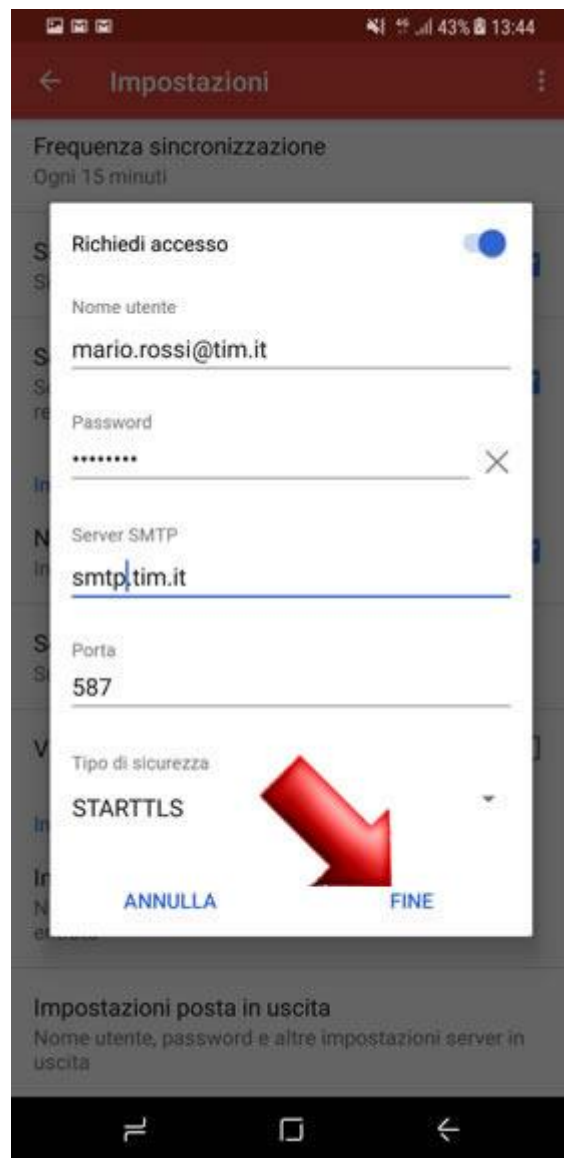 43% 13:44
Impostazioni
Frequenza sincronizzazione
Ogni 15 minuti
Richiedi accesso
Nome utente
mario.rossi@tim.it
Password
••••••••
Server SMTP
smtp.tim.it
Porta
587
Tipo di sicurezza
STARTTLS
ANNULLA FINE
Impostazioni posta in uscita
Nome utente, password e altre impostazioni server in
uscita